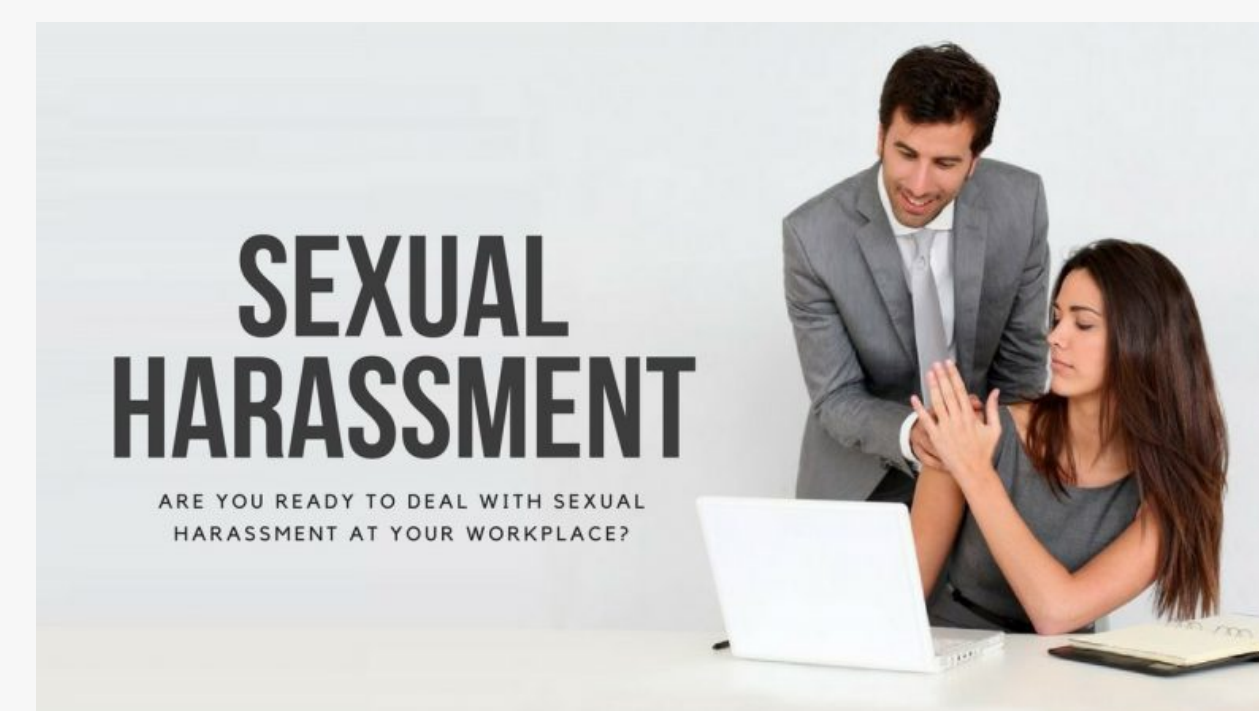 SEXUAL
HARASSMENT
ARE YOU READY TO DEAL WITH SEXUAL
HARASSMENT AT YOUR WORKPLACE?